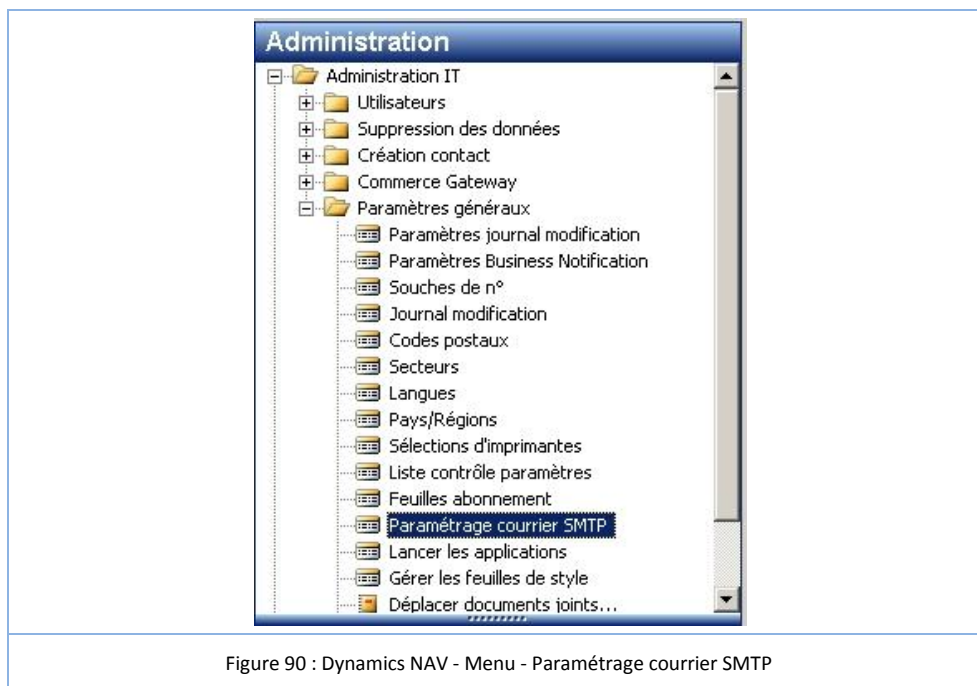 Administration
Administration IT
Utilisateurs
Suppression des données
Création contact
Commerce Gateway
Paramètres généraux
Paramètres journal modification
Paramètres Business Notification
Souches de n°
Journal modification
Codes postaux
Secteurs
Langues
Pays/Régions
Sélections d'imprimantes
Liste contrôle paramètres
Feuilles abonnement
Paramétrage courrier SMTP
Lancer les applications
Gérer les feuilles de style
Déplacer documents joints...
Figure 90 : Dynamics NAV - Menu - Paramétrage courrier SMTP